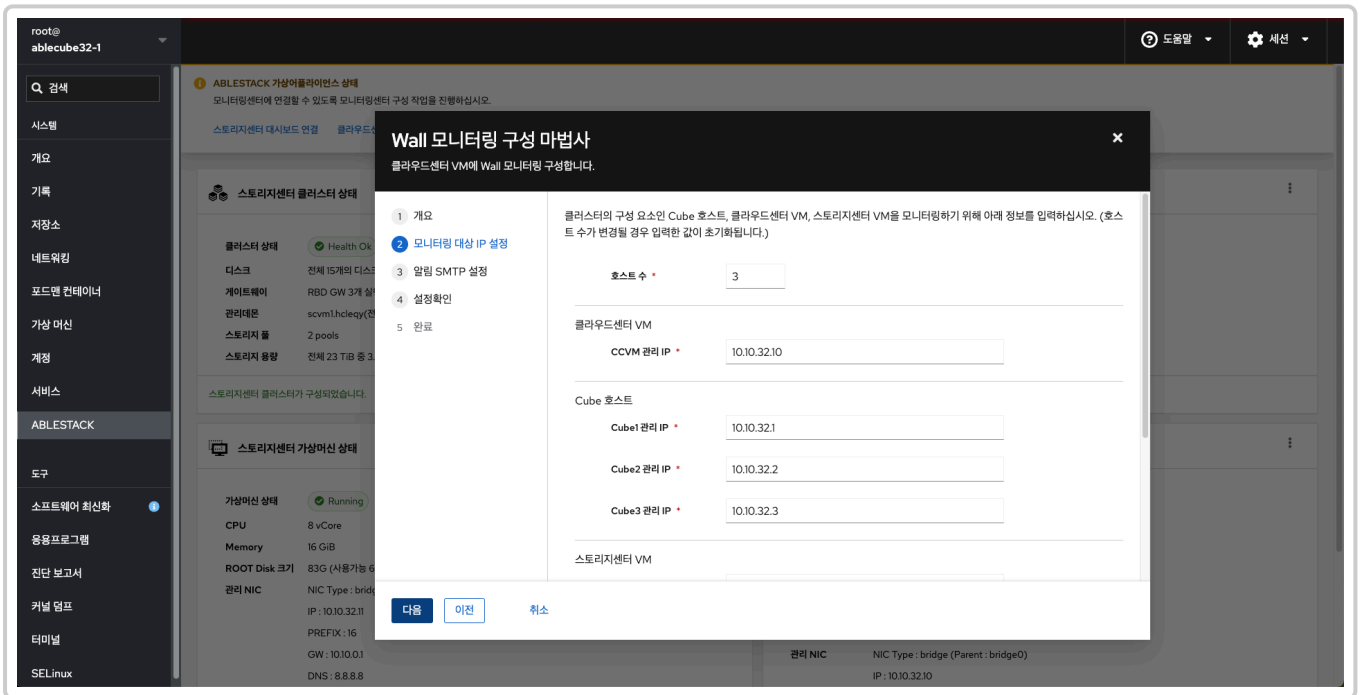 root@
ablecube32-1
도움말
세션
검색
시스템
개요
기록
저장소
네트워킹
포드맨 컨테이너
가상 머신
계정
서비스
ABLESTACK
도구
소프트웨어 최신화
응용프로그램
진단 보고서
커널 덤프
터미널
SELinux
ABLESTACK 가상어플라이언스 상태
모니터링센터에 연결할 수 있도록 모니터링센터 구성 작업을 진행하십시오.
스토리지센터 대시보드 연결
스토리지센터 클러스터 상태
클러스터 상태 Health Ok
디스크 전체 15개의
게이트웨이 RBD GW 3개
관리데몬
스토리지 풀 2 pools
스토리지 용량 전체 23 TiB 중 3.
스토리지센터 클러스터가 구성되었습니다.
스토리지센터 가상머신 상태
가상머신 상태 Running
CPU 8 vCore
Memory 16 GiB
ROOT Disk 크기 83G (사용가능 6
관리 NIC NIC Type :
IP : 10.10.32.11
PREFIX : 16
GW : 10.10.0.1
DNS : 8.8.8.8
관리 NIC NIC Type : bridge (Parent : bridge0)
IP : 10.10.32.10
Wall 모니터링 구성 마법사
클라우드센터 VM에 Wall 모니터링 구성합니다.
1 개요
2 모니터링 대상 IP 설정
3 알림 SMTP 설정
4 설정확인
5 완료
클러스터의 구성 요소인 Cube 호스트, 클라우드센터 VM, 스토리지센터 VM을 모니터링하기 위해 아래 정보를 입력하십시오. (호스
트 수가 변경될 경우 입력한 값이 초기화됩니다.)
호스트 수 * 3
클라우드센터 VM
CCVM 관리 IP * 10.10.32.10
Cube 호스트
Cube1 관리 IP * 10.10.32.1
Cube2 관리 IP * 10.10.32.2
Cube3 관리 IP * 10.10.32.3
스토리지센터 VM
다음 이전 취소